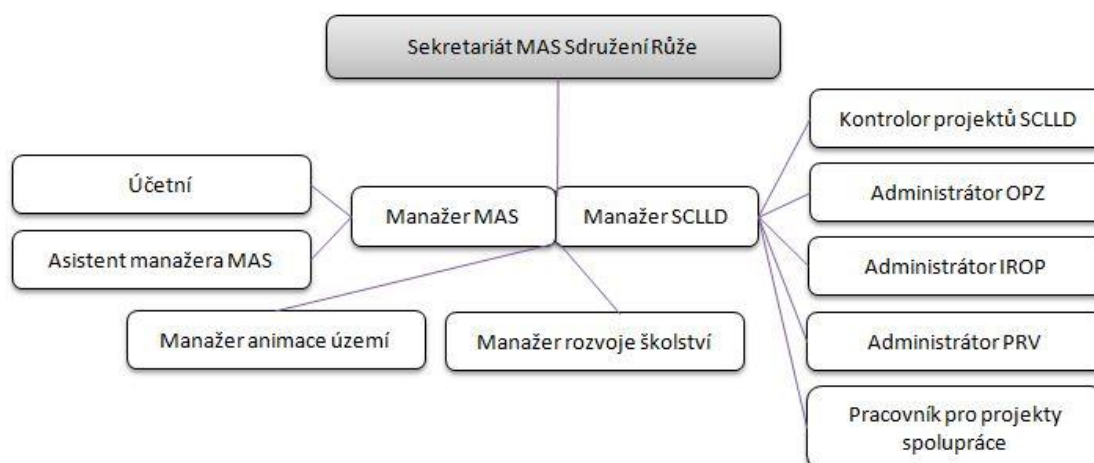 Sekretariát MAS Sdružení Růže
Účetní
Asistent manažera MAS
Manažer MAS
Manažer SCLLD
Manažer animace území
Manažer rozvoje školství
Kontrolor projektů SCLLD
Administrátor OPZ
Administrátor IROP
Administrátor PRV
Pracovník pro projekty
spolupráce